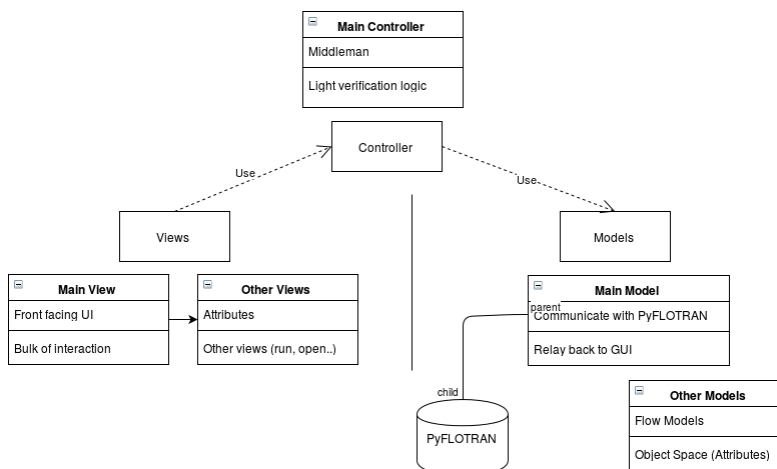 Main Controller
Middleman
Light verification logic
Controller
Use
Use
Views
Models
Main View
Front facing UI
Bulk of interaction
Other Views
Attributes
Other views (run, open..)
Main Model
parent
Communicate with PyFLOTRAN
Relay back to GUI
child
PyFLOTRAN
Other Models
Flow Models
Object Space (Attributes)